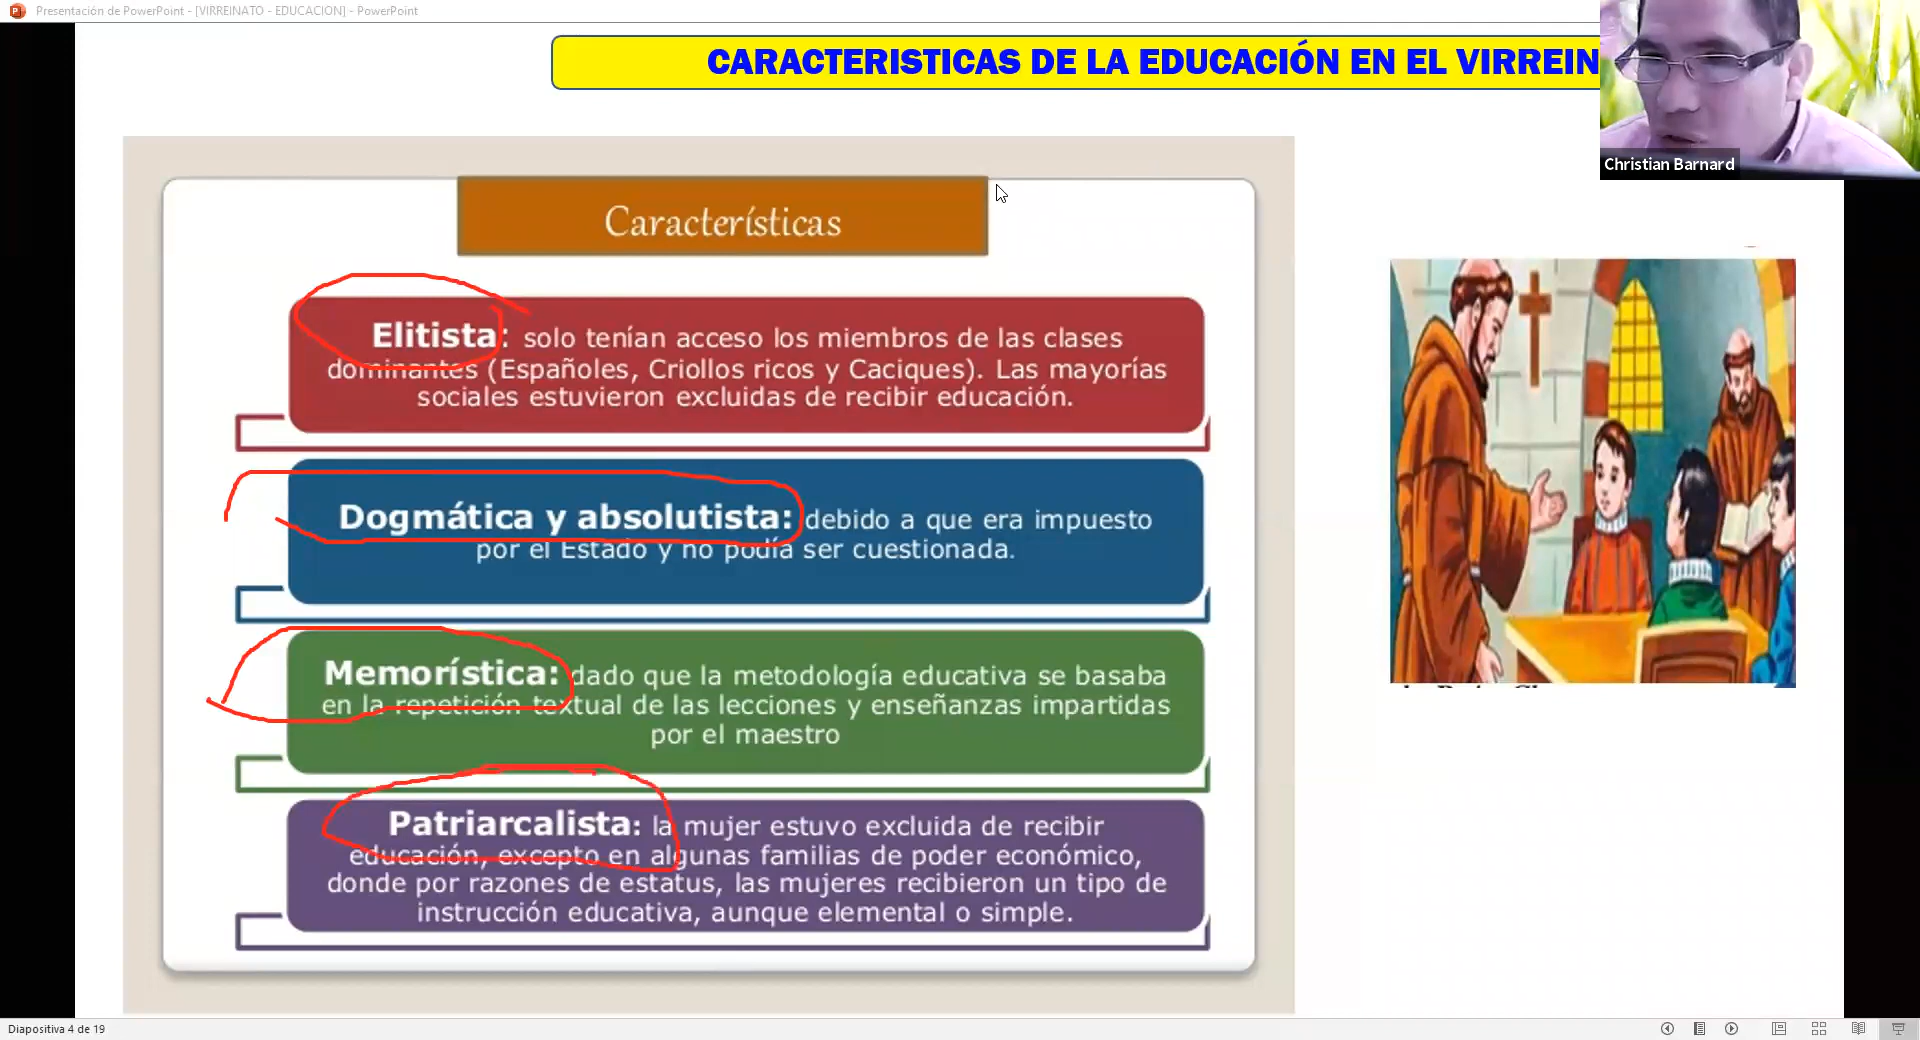 Presentación de PowerPoint - [VIRREINATO - EDUCACION] - PowerPoint
CARACTERISTICAS DE LA EDUCACIÓN EN EL VIRREIN
Christian Barnard
Características
Elitista: solo tenían acceso los miembros de las clases
dominantes (Españoles, Criollos ricos y Caciques). Las mayorías
sociales estuvieron excluidas de recibir educación.
Dogmática y absolutista: debido a que era impuesto
por el Estado y no podía ser cuestionada.
Memorística: dado que la metodología educativa se basaba
en la repetición textual de las lecciones y enseñanzas impartidas
por el maestro
Patriarcalista: la mujer estuvo excluida de recibir
educación, excepto en algunas familias de poder económico,
donde por razones de estatus, las mujeres recibieron un tipo de
instrucción educativa, aunque elemental o simple.
Diapositiva 4 de 19